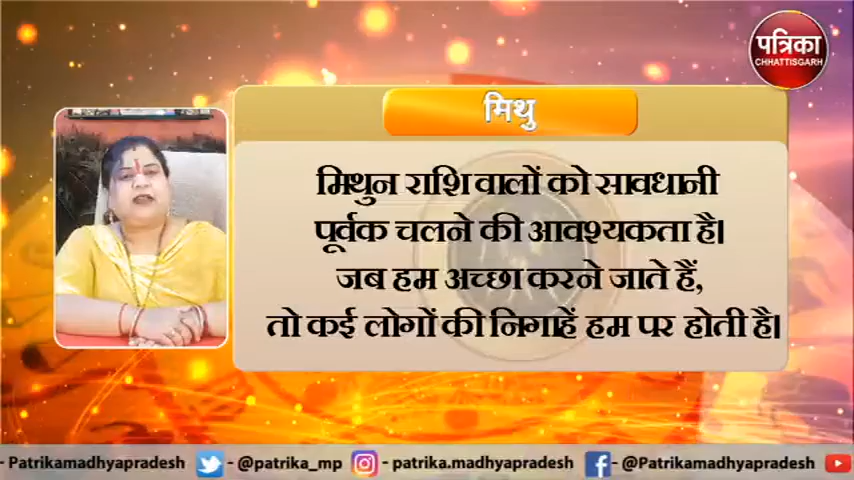 पत्रिका
CHHATTISGARH
मिथु
मिथुन राशि वालों को सावधानी
पूर्वक चलने की आवश्यकता है।
जब हम अच्छा करने जाते हैं,
तो कई लोगों की निगाहें हम पर होती है।
- Patrikamadhyapradesh - @patrika_mp - patrika.madhyapradesh - @Patrikamadhyapradesh